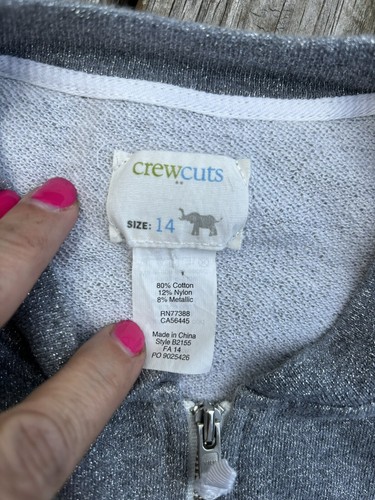 crewcuts
SIZE: 14
80% Cotton
12% Nylon
8% Metallic
RN77388
CA56445
Made in China
Style B2155
FA 14
PO 9025426